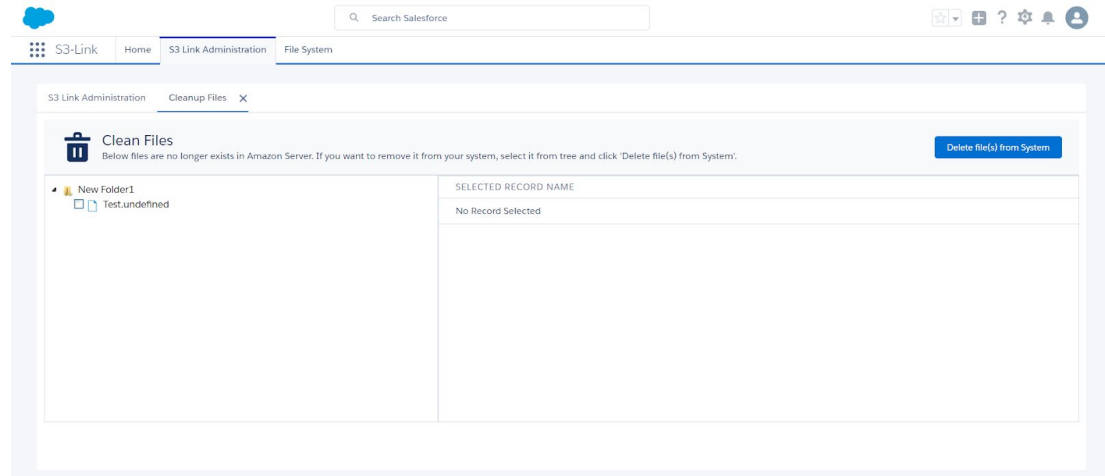 Search Salesforce
S3-Link
Home
S3 Link Administration
File System
S3 Link Administration
Cleanup Files
Clean Files
Below files are no longer exists in Amazon Server. If you want to remove it from your system, select it from tree and click 'Delete file(s) from System'.
Delete file(s) from System
New Folder1
Test.undefined
SELECTED RECORD NAME
No Record Selected